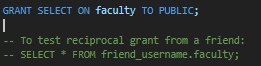 GRANT SELECT ON faculty TO PUBLIC;
-- To test reciprocal grant from a friend:
-- SELECT * FROM friend_username.faculty;